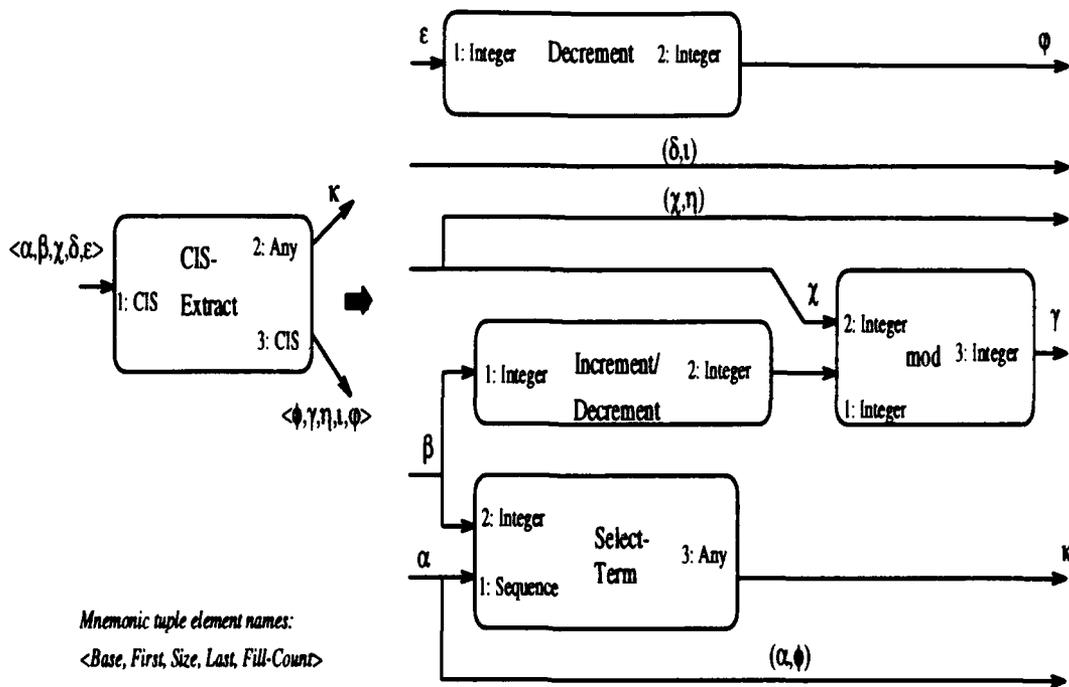 ε
1: Integer Decrement 2: Integer
φ
(δ,ι)
(χ,η)
κ
<α,β,χ,δ,ε>
CIS-
Extract
2: Any
1: CIS
3: CIS
<ϕ,γ,η,ι,φ>
χ
2: Integer
mod
3: Integer
1: Integer
γ
1: Integer
Increment/
Decrement
2: Integer
β
2: Integer
Select-
Term
3: Any
1: Sequence
α
κ
(α,ϕ)
Mnemonic tuple element names:
<Base, First, Size, Last, Fill-Count>